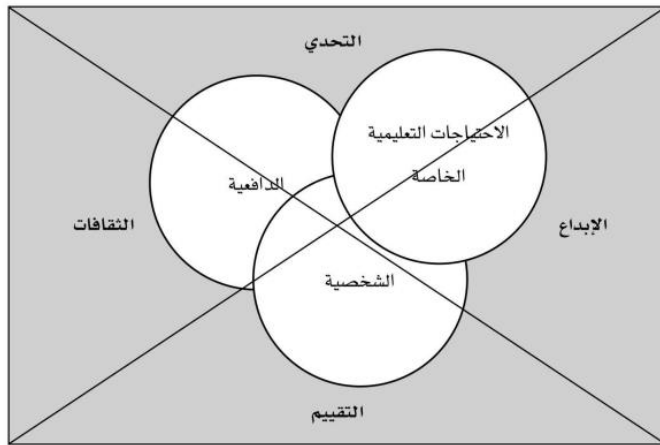 التحدي
الاحتياجات التعليمية
الخاصة
الدافعية
الإبداع
الثقافات
الشخصية
التقييم